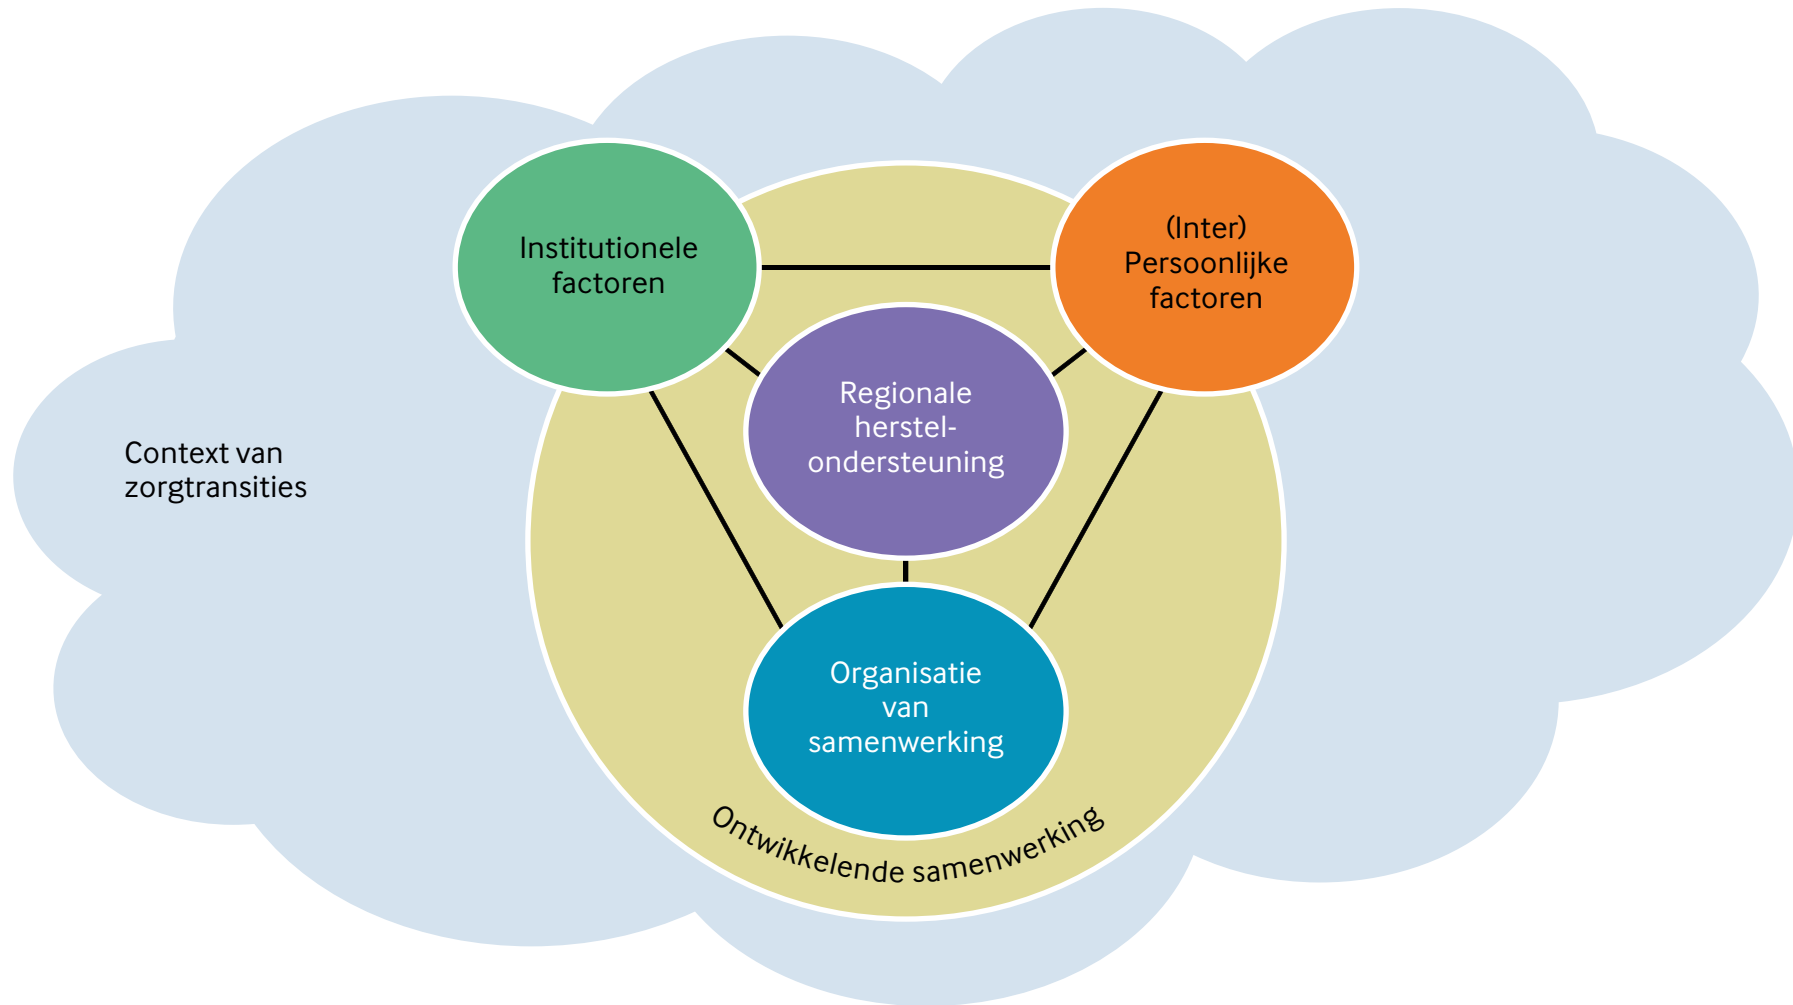 Institutionele
factoren
(Inter)
Persoonlijke
factoren
Regionale
herstel-
ondersteuning
Context van
zorgtransities
Organisatie
van
samenwerking
Ontwikkelende samenwerking